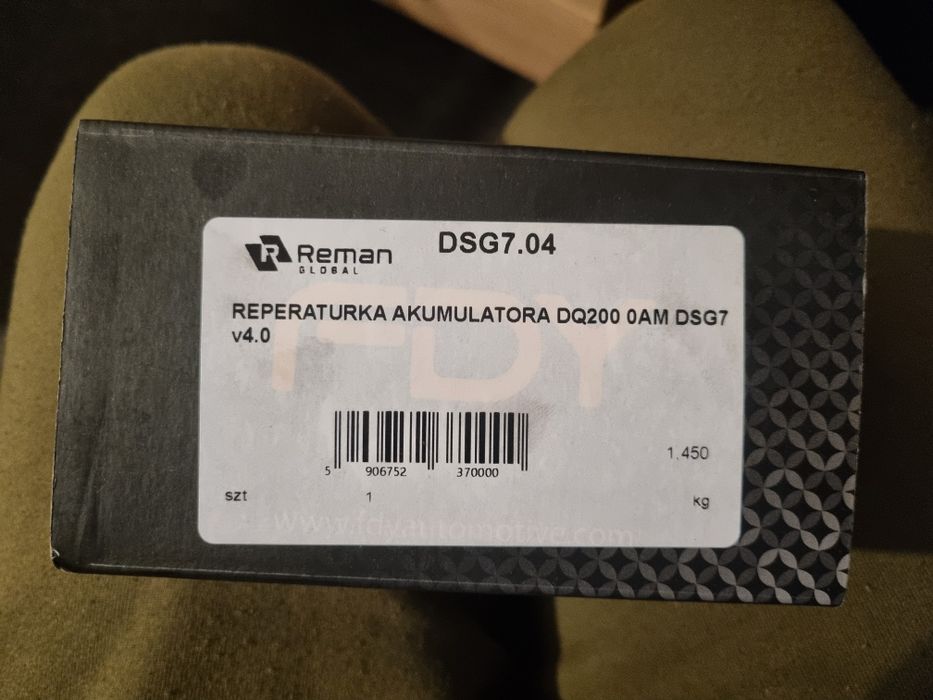 Reman
GLOBAL
DSG7.04
REPERATURKA AKUMULATORA DQ200 0AM DSG7
v4.0
FDY
5 906752 370000
1,450
szt 1 kg
www.fdyautomotive.com